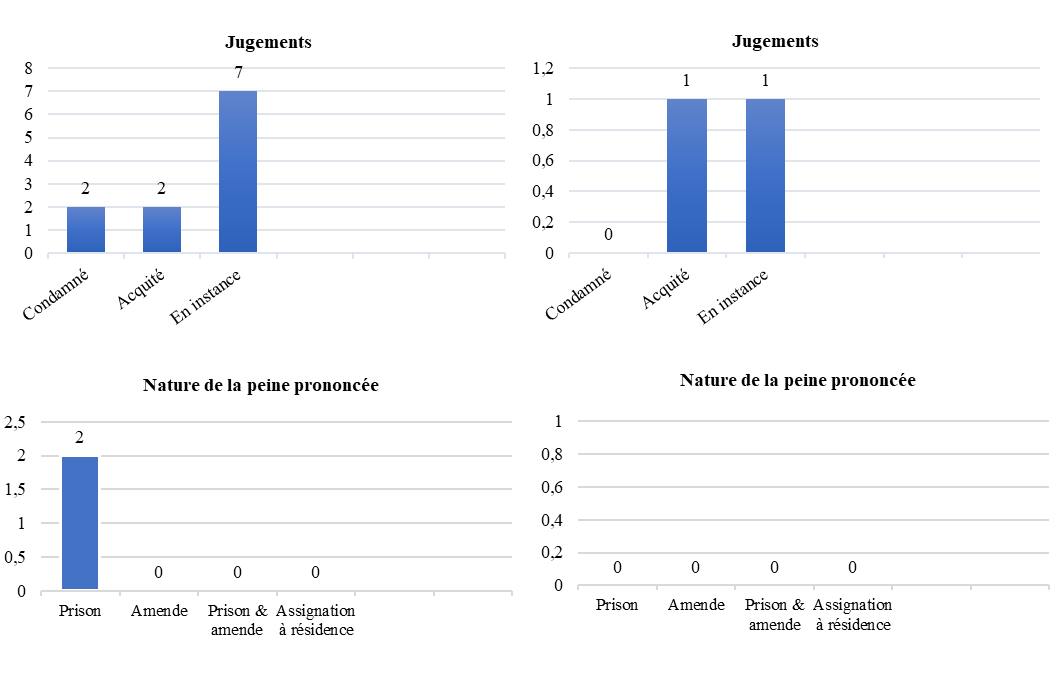 Jugements
8
7
6
5
4
3
2
1
0
2
2
7
Condamné
Acquité
En instance
Jugements
1,2
1
0,8
0,6
0,4
0,2
0
0
1
1
Condamné
Acquité
En instance
Nature de la peine prononcée
2,5
2
1,5
1
0,5
0
2
0
0
0
Prison
Amende
Prison &
amende
Assignation
à résidence
Nature de la peine prononcée
1
0,8
0,6
0,4
0,2
0
0
0
0
0
Prison
Amende
Prison &
amende
Assignation
à résidence